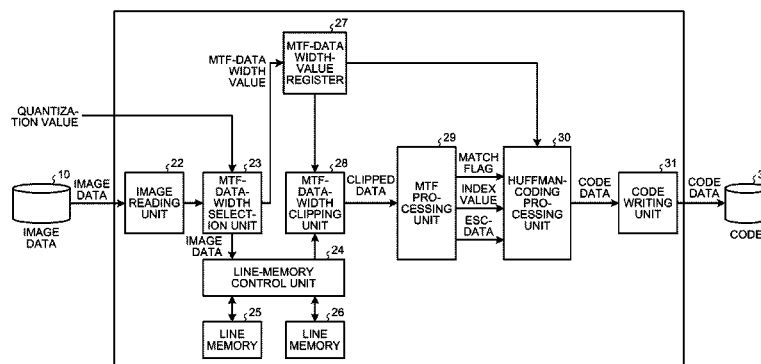 27
MTF-DATA
WIDTH-
VALUE
REGISTER
MTF-DATA
WIDTH
VALUE
QUANTIZA-
TION VALUE
10
IMAGE DATA
IMAGE
DATA
22
IMAGE
READING
UNIT
23
MTF-
DATA-
WIDTH
SELECT-
ION UNIT
28
MTF-
DATA-
WIDTH
CLIPPING
UNIT
CLIPPED
DATA
29
MTF
PRO-
CESSING
UNIT
MATCH
FLAG
INDEX
VALUE
ESC-
DATA
30
HUFFMAN-
CODING
PRO-
CESSING
UNIT
CODE
DATA
31
CODE
WRITING
UNIT
CODE
DATA
3
CODE
IMAGE
DATA
24
LINE-MEMORY
CONTROL UNIT
25
LINE
MEMORY
26
LINE
MEMORY